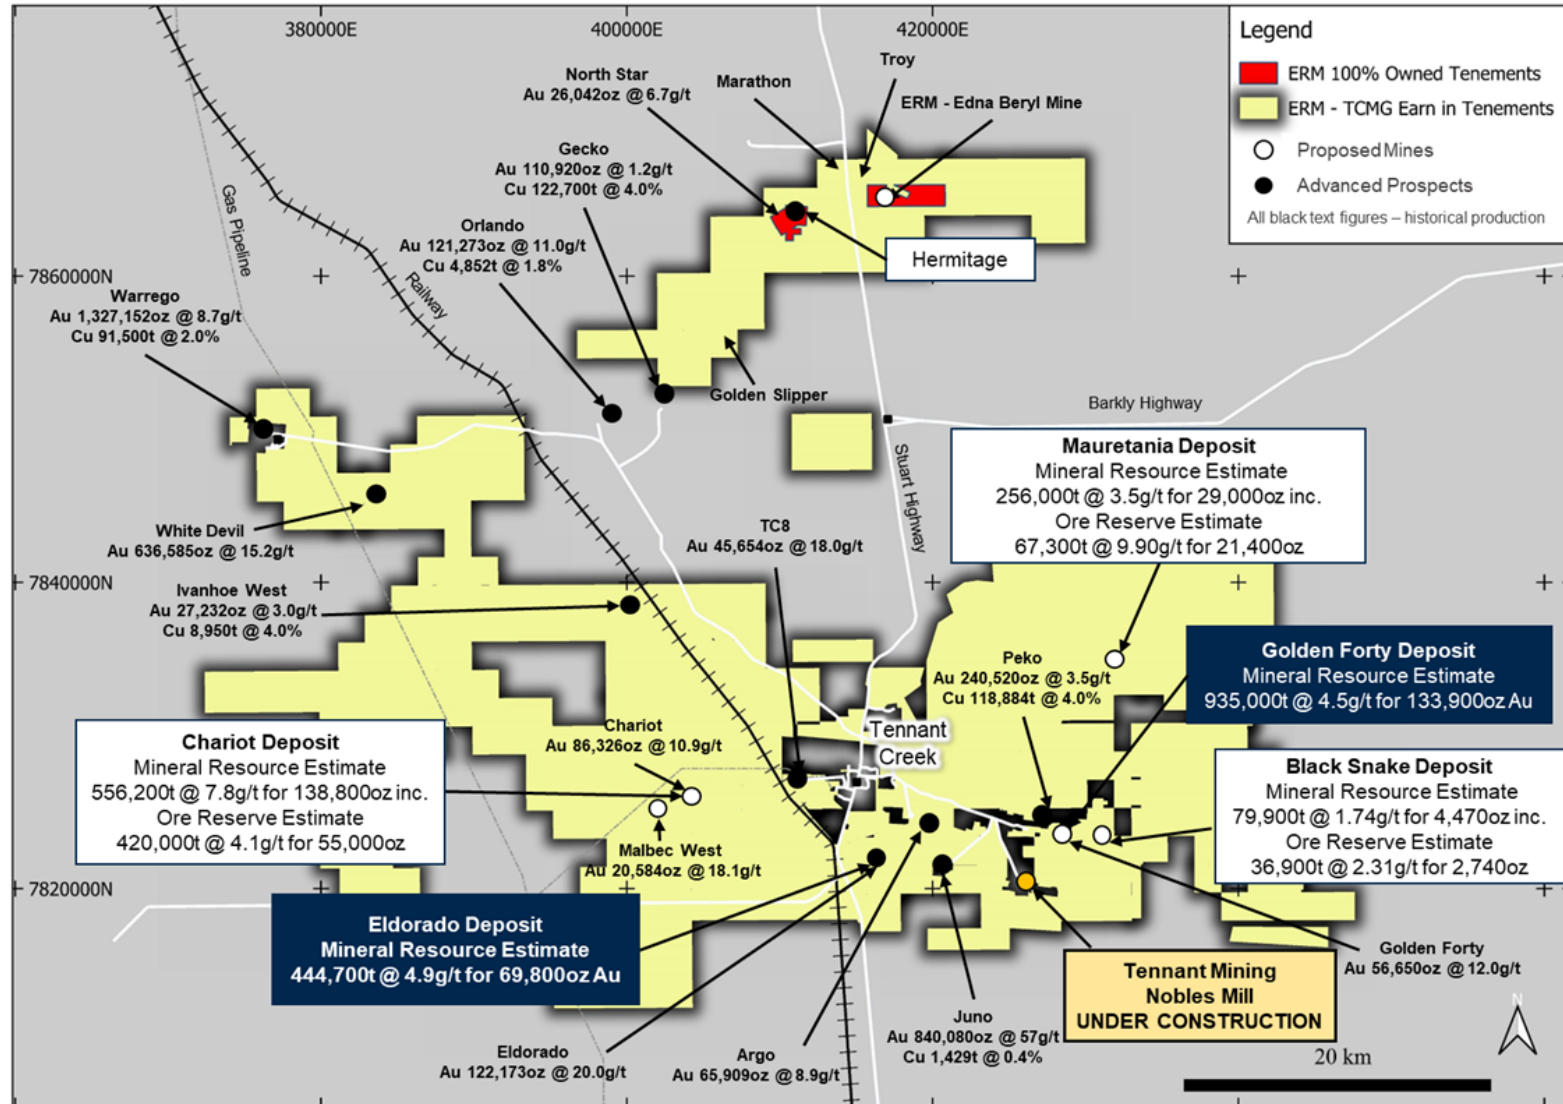 380000E
400000E
420000E
7860000N
7840000N
7820000N
Legend
ERM 100% Owned Tenements
ERM - TCMG Earn in Tenements
Proposed Mines
Advanced Prospects
All black text figures – historical production
North Star
Au 26,042oz @ 6.7g/t
Marathon
Troy
ERM - Edna Beryl Mine
Gecko
Au 110,920oz @ 1.2g/t
Cu 122,700t @ 4.0%
Orlando
Au 121,273oz @ 11.0g/t
Cu 4,852t @ 1.8%
Hermitage
Gas Pipeline
Railway
Warrego
Au 1,327,152oz @ 8.7g/t
Cu 91,500t @ 2.0%
Golden Slipper
Barkly Highway
Stuart Highway
Mauretania Deposit
Mineral Resource Estimate
256,000t @ 3.5g/t for 29,000oz inc.
Ore Reserve Estimate
67,300t @ 9.90g/t for 21,400oz
White Devil
Au 636,585oz @ 15.2g/t
TC8
Au 45,654oz @ 18.0g/t
Ivanhoe West
Au 27,232oz @ 3.0g/t
Cu 8,950t @ 4.0%
Peko
Au 240,520oz @ 3.5g/t
Cu 118,884t @ 4.0%
Golden Forty Deposit
Mineral Resource Estimate
935,000t @ 4.5g/t for 133,900oz Au
Chariot
Au 86,326oz @ 10.9g/t
Tennant
Creek
Chariot Deposit
Mineral Resource Estimate
556,200t @ 7.8g/t for 138,800oz inc.
Ore Reserve Estimate
420,000t @ 4.1g/t for 55,000oz
Black Snake Deposit
Mineral Resource Estimate
79,900t @ 1.74g/t for 4,470oz inc.
Ore Reserve Estimate
36,900t @ 2.31g/t for 2,740oz
Malbec West
Au 20,584oz @ 18.1g/t
Eldorado Deposit
Mineral Resource Estimate
444,700t @ 4.9g/t for 69,800oz Au
Golden Forty
Au 56,650oz @ 12.0g/t
Tennant Mining
Nobles Mill
UNDER CONSTRUCTION
Juno
Au 840,080oz @ 57g/t
Cu 1,429t @ 0.4%
Eldorado
Au 122,173oz @ 20.0g/t
Argo
Au 65,909oz @ 8.9g/t
N
20 km